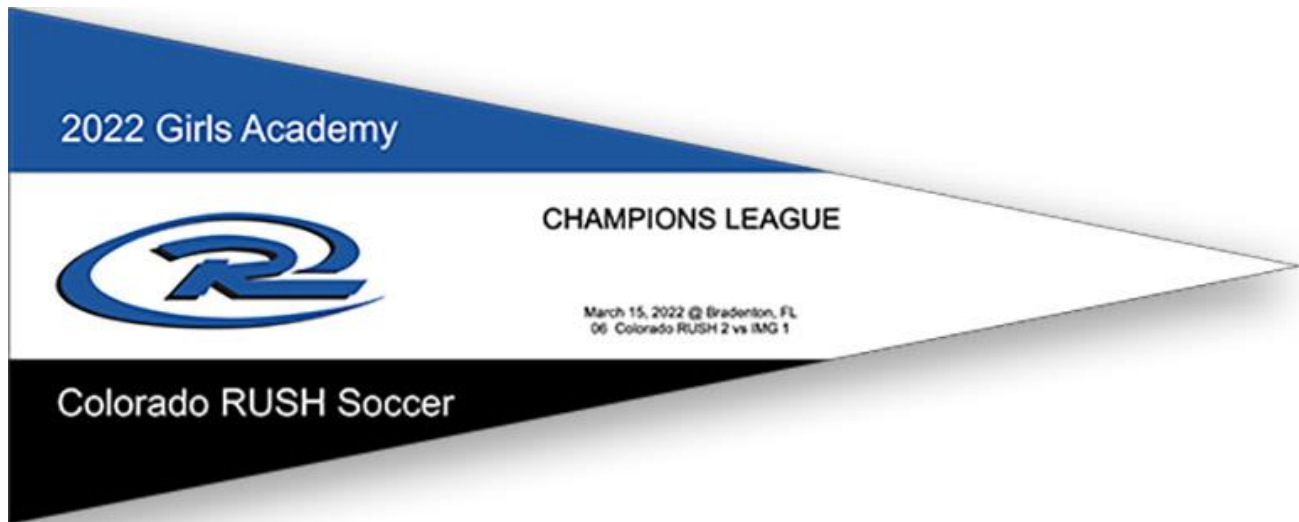 2022 Girls Academy
R
CHAMPIONS LEAGUE
March 15, 2022 @ Bradenton, FL
06 Colorado RUSH 2 vs IMG 1
Colorado RUSH Soccer